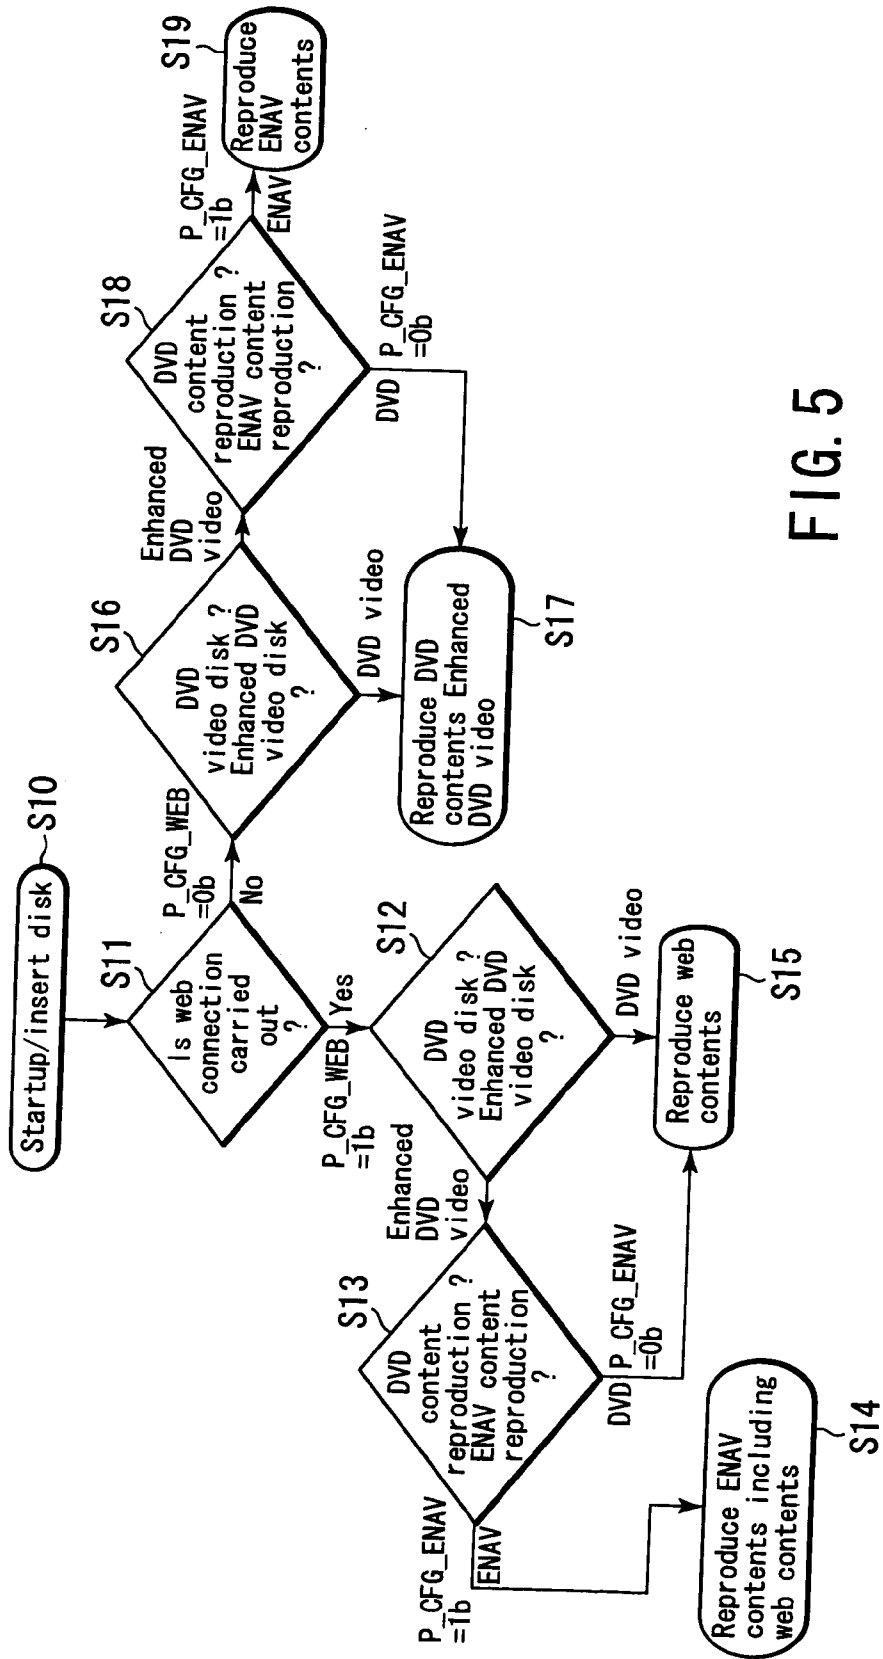 Startup/insert disk
S10
S11
Is web
connection
carried
out
?
P_CFG_WEB
=0b
No
P_CFG_WEB
=1b
Yes
S12
DVD
video disk ?
Enhanced DVD
video disk
?
Enhanced
DVD
video
DVD video
S13
DVD
content
reproduction ?
ENAV content
reproduction
?
P_CFG_ENAV
=1b
ENAV
DVD
P_CFG_ENAV
=0b
Reproduce ENAV
contents including
web contents
S14
Reproduce web
contents
S15
S16
DVD
video disk ?
Enhanced DVD
video disk
?
Enhanced
DVD
video
DVD video
Reproduce DVD
contents Enhanced
DVD video
S17
S18
DVD
content
reproduction ?
ENAV content
reproduction
?
P_CFG_ENAV
=1b
ENAV
DVD
P_CFG_ENAV
=0b
S19
Reproduce
ENAV
contents
FIG. 5